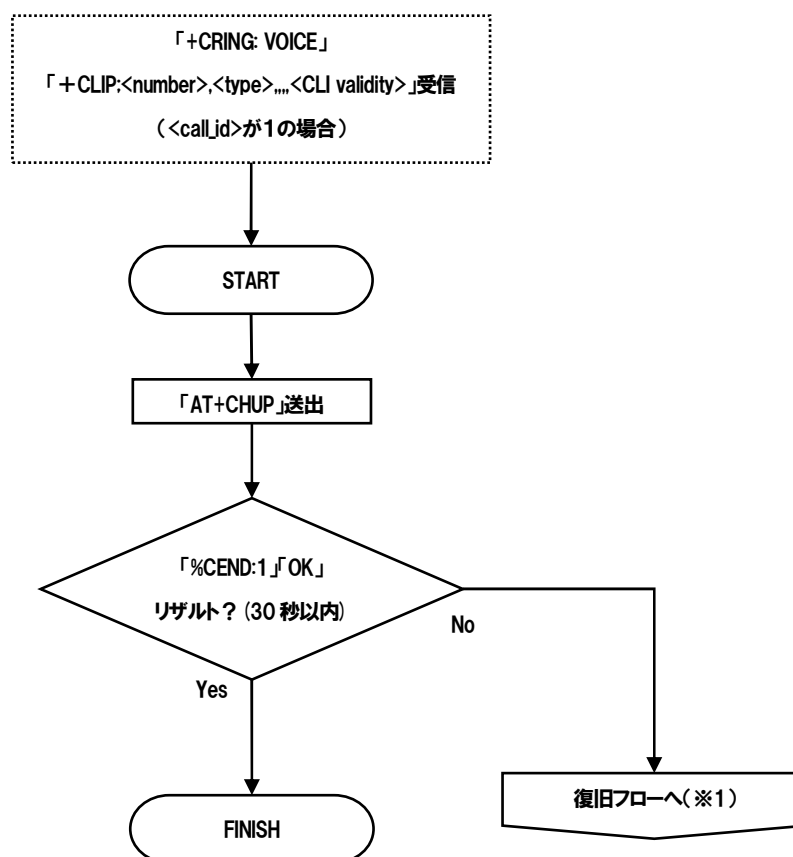 「+CRING: VOICE」
「＋CLIP:<number>,<type>,,,,<CLI validity>」受信
（<call_id>が１の場合）
START
「AT+CHUP」送出
「%CEND:1」「OK」
リザルト？(30 秒以内)
No
Yes
復旧フローへ（※１）
FINISH